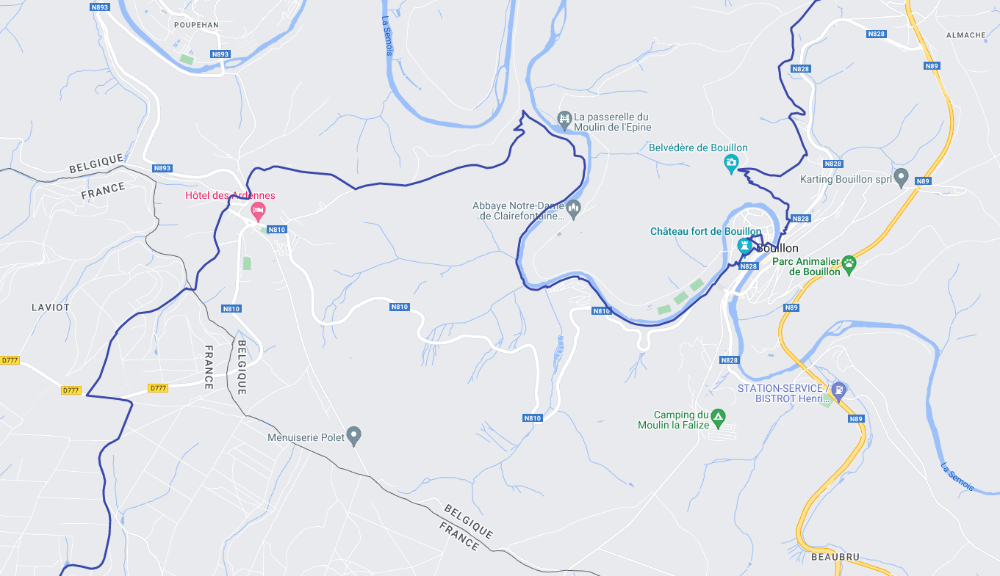 N893
POUPEHAN
N893
La Semois
N828
ALMACHE
N828
N89
La passerelle du
Moulin de l'Epine
Belvédère de Bouillon
BELGIQUE
N893
FRANCE
N828
Karting Bouillon sprl
N89
Hôtel des Ardennes
Abbaye Notre-Dame
de Clairefontaine...
N810
N828
Château fort de Bouillon
Bouillon
N828
Parc Animalier
de Bouillon
LAVIOT
N810
N810
N810
N89
BELGIQUE
FRANCE
D777
N828
D777
D777
STATION-SERVICE /
BISTROT Henri...
N810
Camping du
Moulin la Falize
N89
Menuiserie Polet
La Semois
BELGIQUE
FRANCE
BEAUBRU